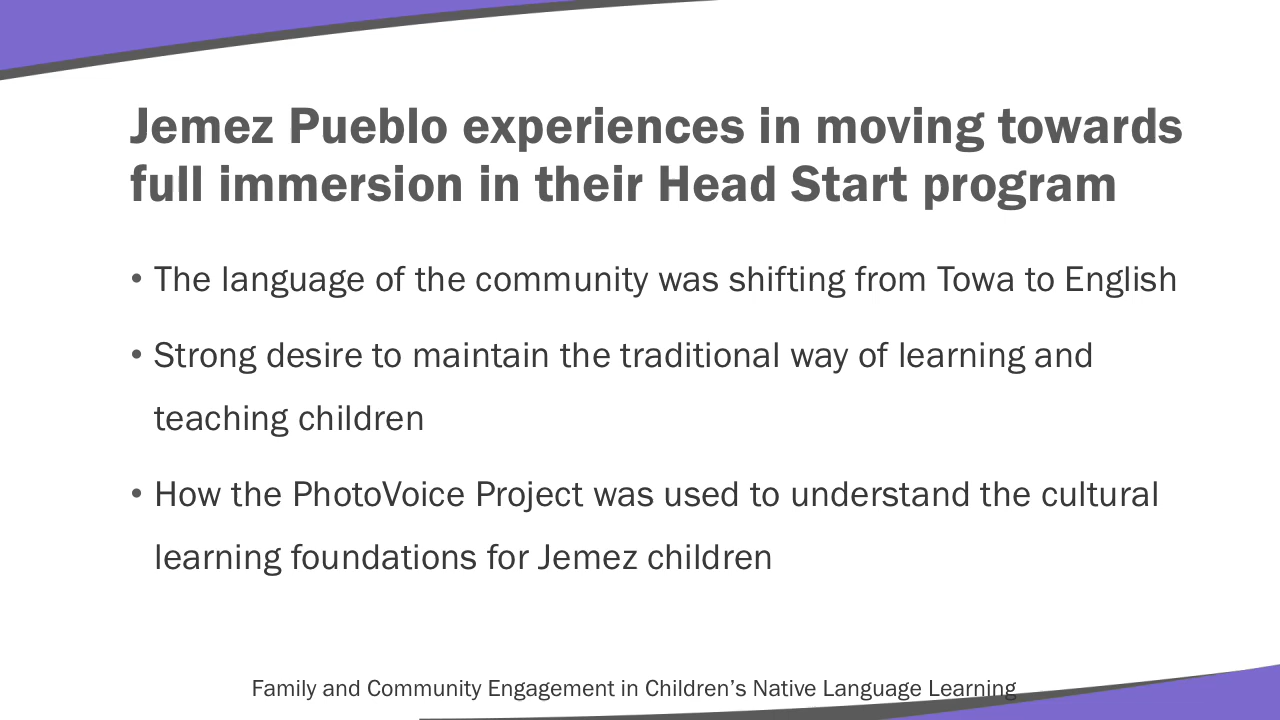 Jemez Pueblo experiences in moving towards
full immersion in their Head Start program
• The language of the community was shifting from Towa to English
• Strong desire to maintain the traditional way of learning and
teaching children
• How the PhotoVoice Project was used to understand the cultural
learning foundations for Jemez children
Family and Community Engagement in Children’s Native Language Learning